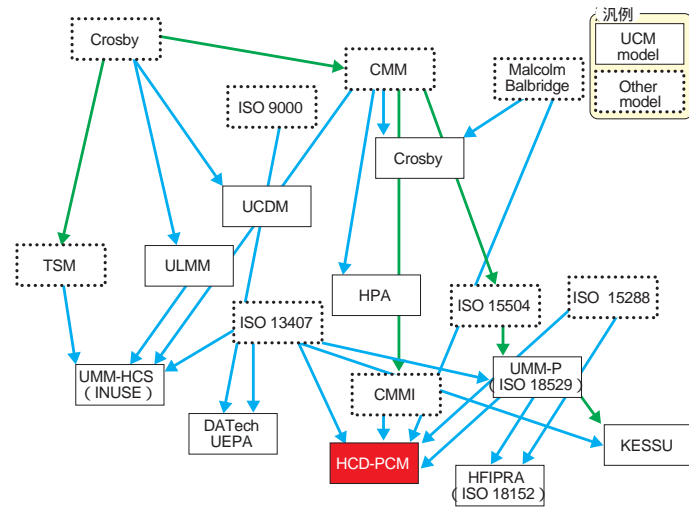 汎例
UCM
model
Other
model
Crosby
CMM
Malcolm
Balbridge
ISO 9000
Crosby
UCDM
TSM
ULMM
HPA
ISO 15504
ISO 15288
ISO 13407
UMM-HCS
(INUSE)
CMMI
UMM-P
(ISO 18529)
DATech
UEPA
HCD-PCM
KESSU
HFIPRA
(ISO 18152)